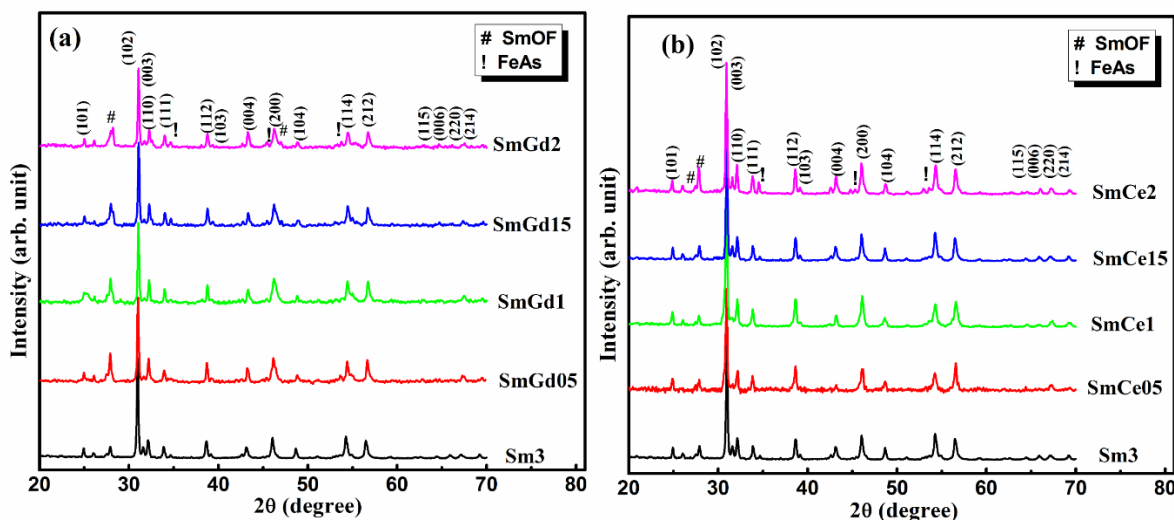 (a)
# SmOF
! FeAs
(102)
(003)
(101)
#
(110)
(111)
!
(112)
(103)
(004)
(200)
!
#
(104)
!
(114)
(212)
(115)
(006)
(220)
(214)
SmGd2
SmGd15
SmGd1
SmGd05
Sm3
Intensity (arb. unit)
20 30 40 50 60 70 80
2θ (degree)
(b)
# SmOF
! FeAs
(102)
(003)
(101)
#
#
(110)
(111)
!
(112)
(103)
(004)
!
(200)
(104)
!
(114)
(212)
(115)
(006)
(220)
(214)
SmCe2
SmCe15
SmCe1
SmCe05
Sm3
Intensity (arb. unit)
20 30 40 50 60 70 80
2θ (degree)